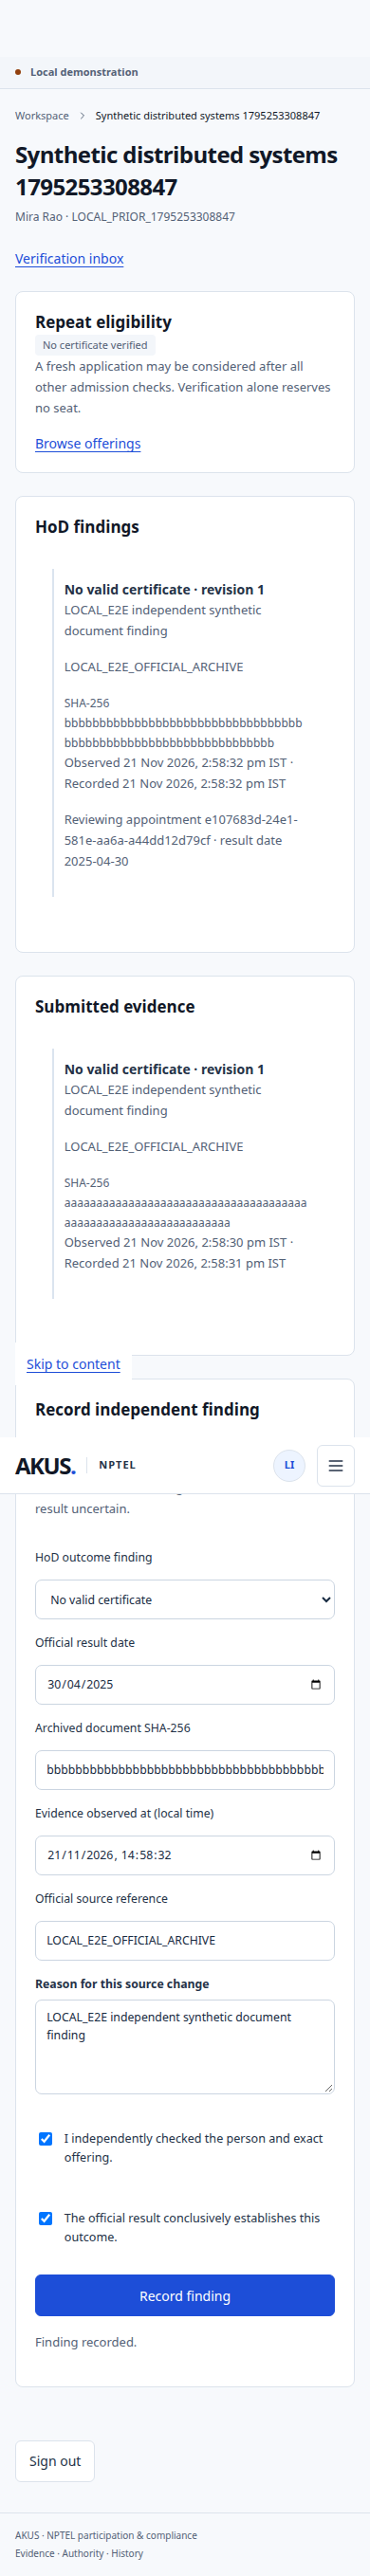 Local demonstration
Workspace > Synthetic distributed systems 1795253308847
Synthetic distributed systems
1795253308847
Mira Rao · LOCAL_PRIOR_1795253308847
Verification inbox
Repeat eligibility
No certificate verified
A fresh application may be considered after all
other admission checks. Verification alone reserves
no seat.
Browse offerings
HoD findings
No valid certificate · revision 1
LOCAL_E2E independent synthetic
document finding
LOCAL_E2E_OFFICIAL_ARCHIVE
SHA-256
bbbbbbbbbbbbbbbbbbbbbbbbbbbbbbbbbb
bbbbbbbbbbbbbbbbbbbbbbbbbbbbbb
Observed 21 Nov 2026, 2:58:32 pm IST ·
Recorded 21 Nov 2026, 2:58:32 pm IST
Reviewing appointment e107683d-24e1-
581e-aa6a-a44dd12d79cf · result date
2025-04-30
Submitted evidence
No valid certificate · revision 1
LOCAL_E2E independent synthetic
document finding
LOCAL_E2E_OFFICIAL_ARCHIVE
SHA-256
aaaaaaaaaaaaaaaaaaaaaaaaaaaaaaaaaaaaaa
aaaaaaaaaaaaaaaaaaaaaaaaaa
Observed 21 Nov 2026, 2:58:30 pm IST ·
Recorded 21 Nov 2026, 2:58:31 pm IST
Skip to content
Record independent finding
AKUS. NPTEL LI
result uncertain.
HoD outcome finding
No valid certificate
Official result date
30/04/2025
Archived document SHA-256
bbbbbbbbbbbbbbbbbbbbbbbbbbbbbbbbbbbbbbb
Evidence observed at (local time)
21/11/2026, 14:58:32
Official source reference
LOCAL_E2E_OFFICIAL_ARCHIVE
Reason for this source change
LOCAL_E2E independent synthetic document
finding
I independently checked the person and exact
offering.
The official result conclusively establishes this
outcome.
Record finding
Finding recorded.
Sign out
AKUS · NPTEL participation & compliance
Evidence · Authority · History